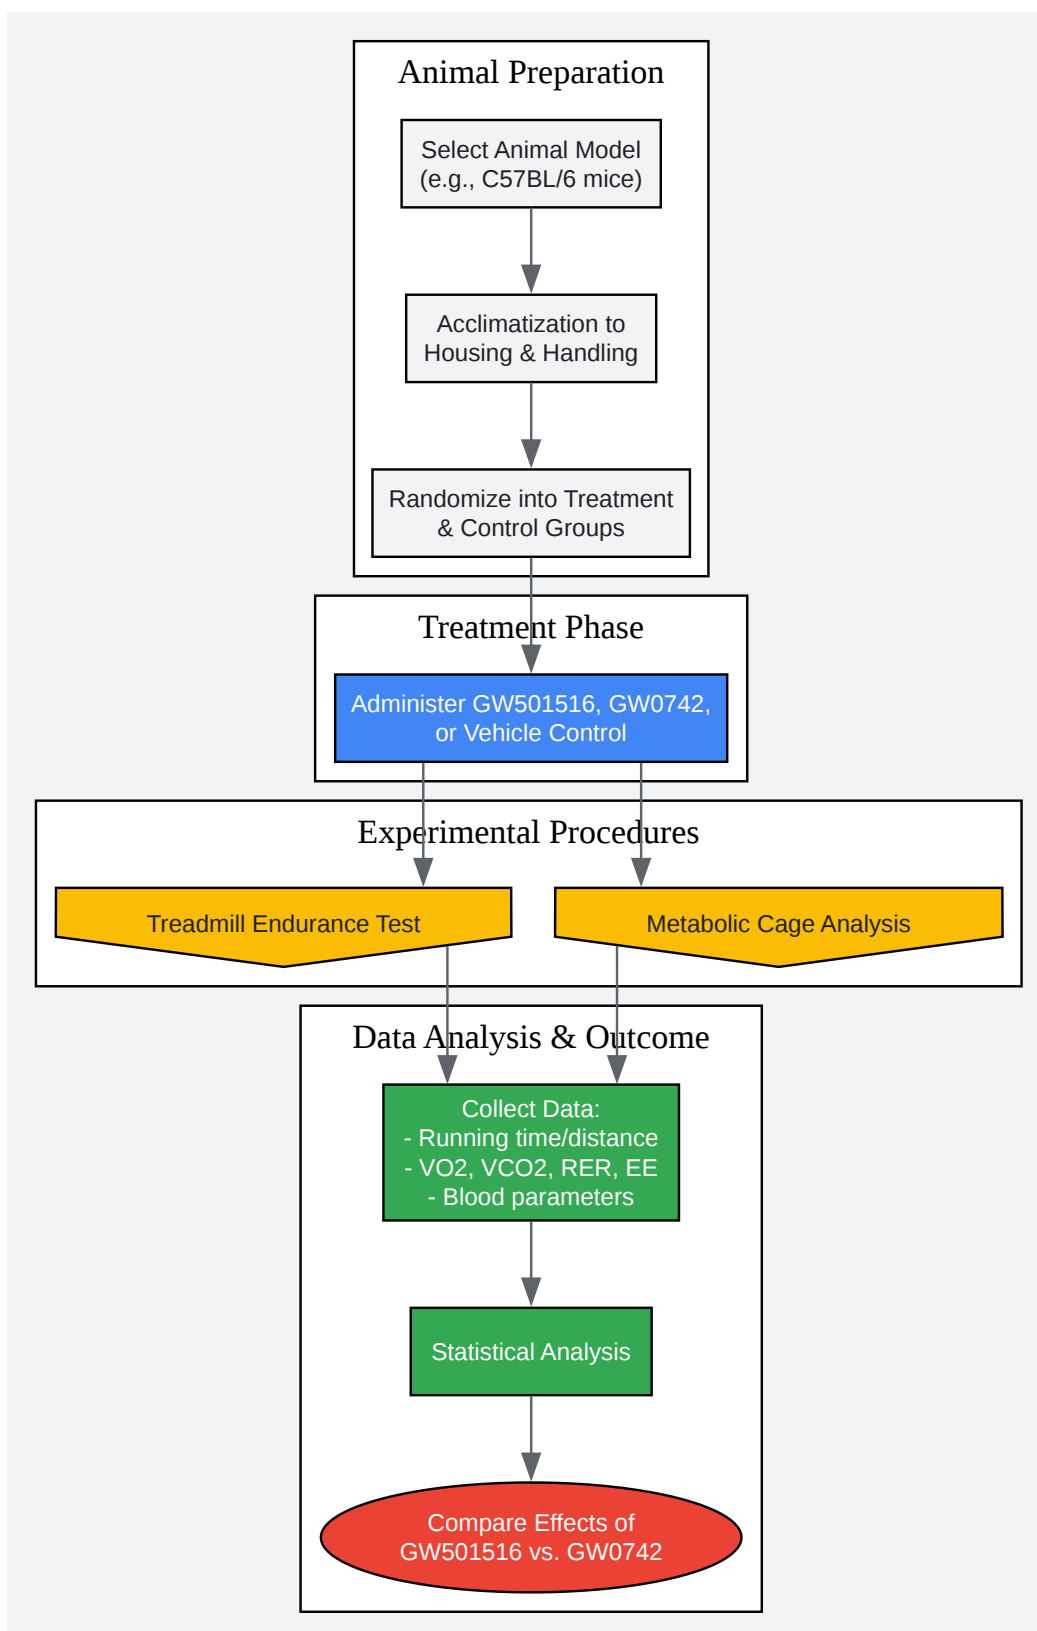 Animal Preparation
Select Animal Model
(e.g., C57BL/6 mice)
Acclimatization to
Housing & Handling
Randomize into Treatment
& Control Groups
Treatment Phase
Administer GW501516, GW0742,
or Vehicle Control
Experimental Procedures
Treadmill Endurance Test
Metabolic Cage Analysis
Data Analysis & Outcome
Collect Data:
- Running time/distance
- VO2, VCO2, RER, EE
- Blood parameters
Statistical Analysis
Compare Effects of
GW501516 vs. GW0742